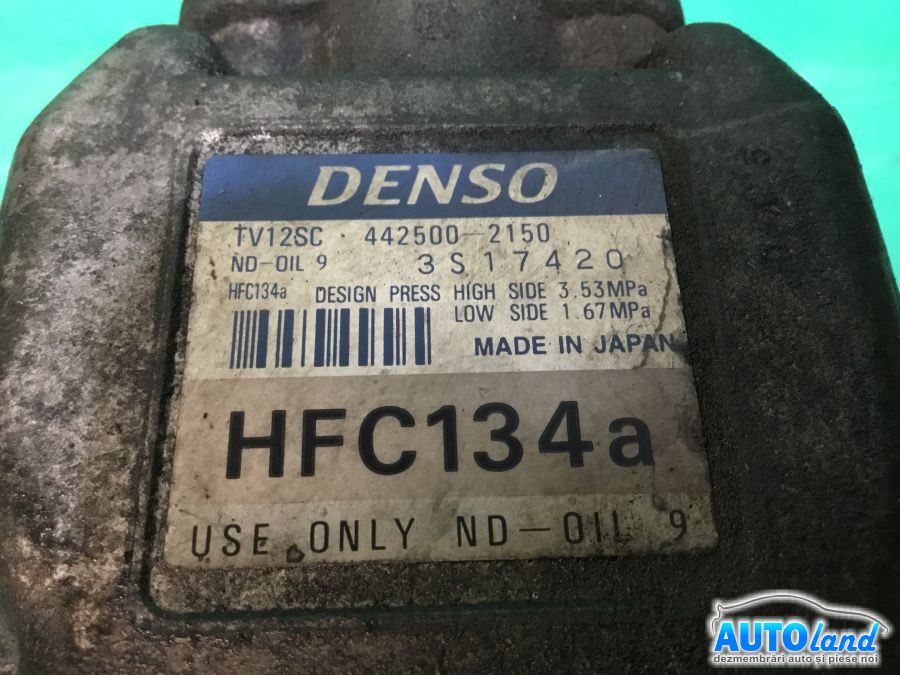 DENSO
TV12SC 442500-2150
ND-OIL 9 3S17420
HFC134a DESIGN PRESS HIGH SIDE 3.53MPa
LOW SIDE 1.67MPa
MADE IN JAPAN
HFC134a
USE ONLY ND-OIL 9
AUTOland
dezmembrări auto și piese noi